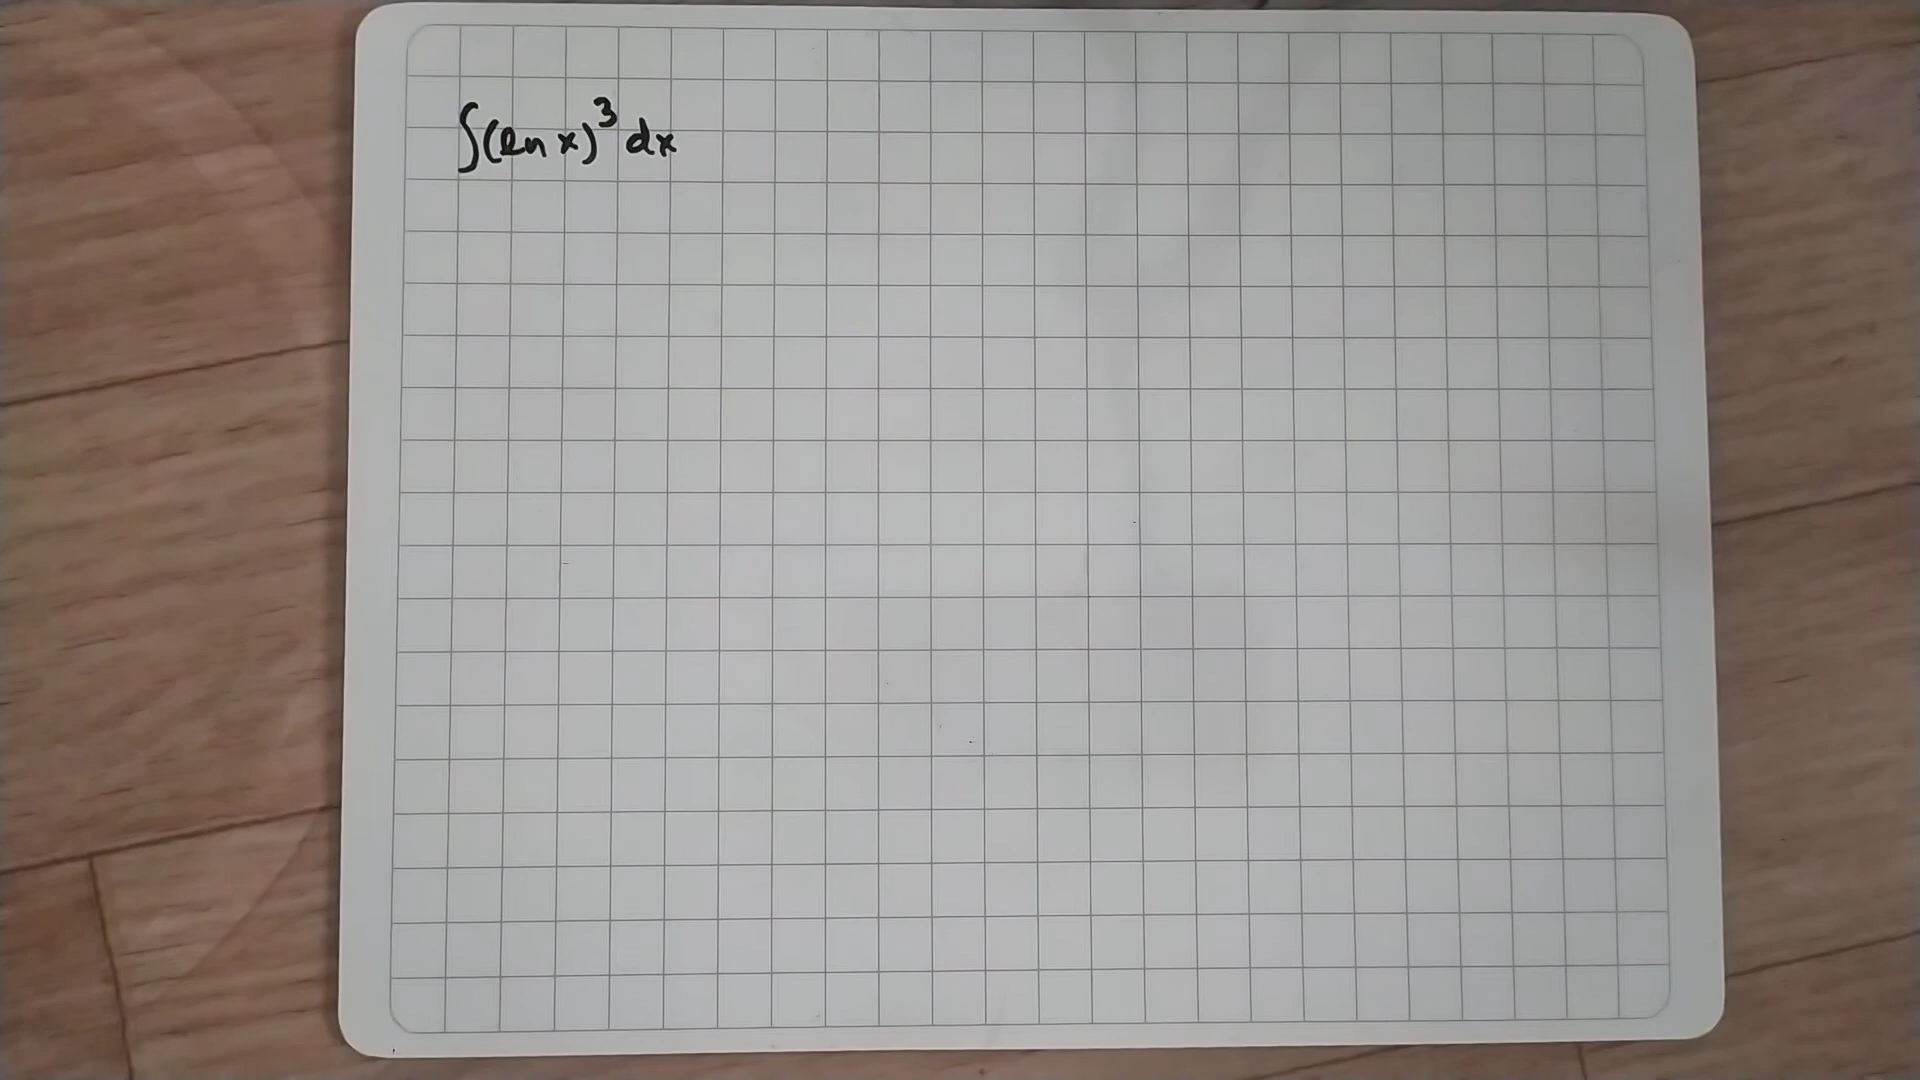 ∫(ln x)³ dx